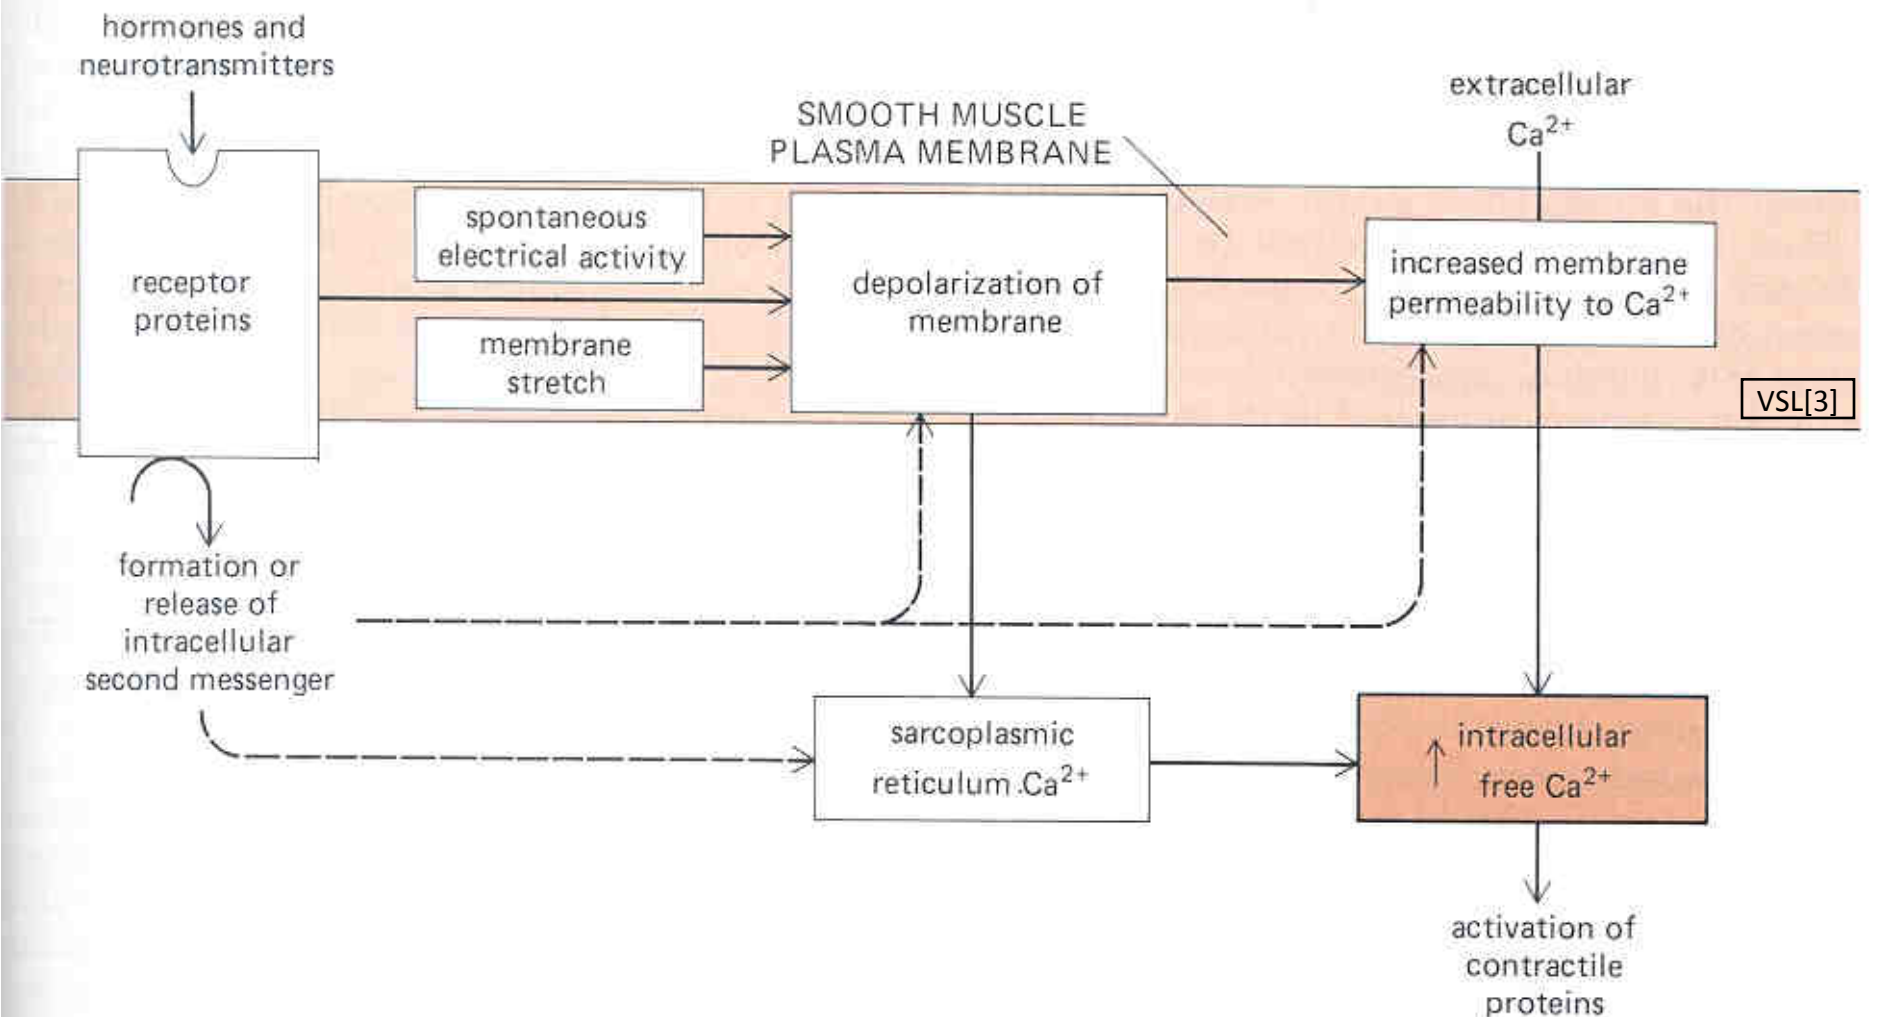 hormones and
neurotransmitters
SMOOTH MUSCLE
PLASMA MEMBRANE
extracellular
Ca²⁺
receptor
proteins
spontaneous
electrical activity
membrane
stretch
depolarization of
membrane
increased membrane
permeability to Ca²⁺
VSL[3]
formation or
release of
intracellular
second messenger
sarcoplasmic
reticulum.Ca²⁺
↑ intracellular
free Ca²⁺
activation of
contractile
proteins